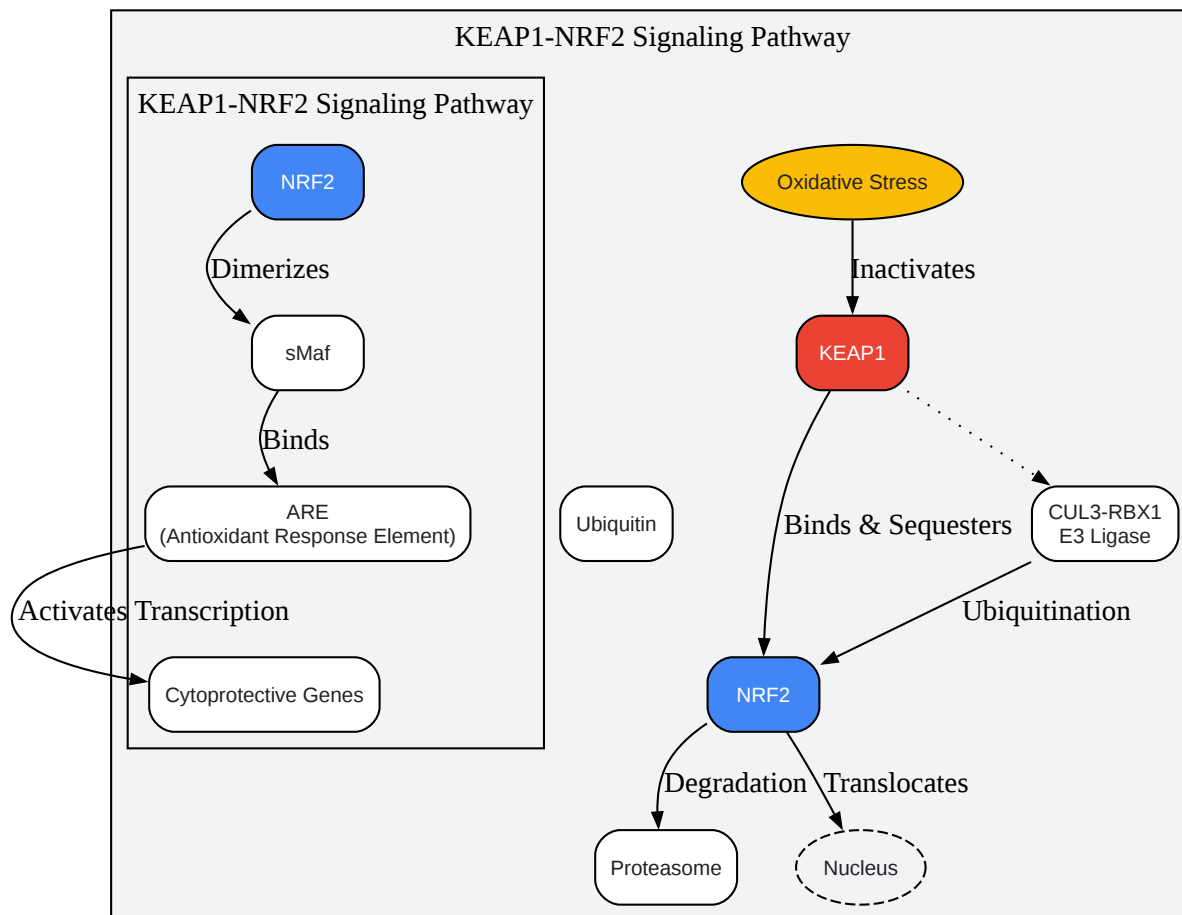 KEAP1-NRF2 Signaling Pathway
KEAP1-NRF2 Signaling Pathway
NRF2
Oxidative Stress
Dimerizes
Inactivates
sMaf
KEAP1
Binds
ARE
(Antioxidant Response Element)
Ubiquitin
Binds & Sequesters
CUL3-RBX1
E3 Ligase
Activates Transcription
Ubiquitination
Cytoprotective Genes
NRF2
Degradation
Translocates
Proteasome
Nucleus